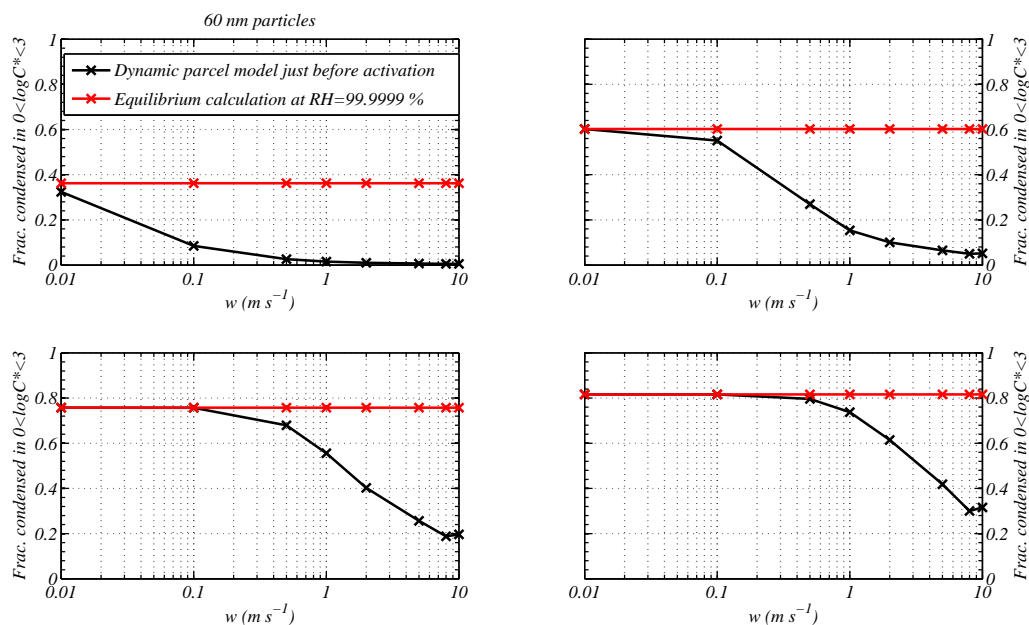 60 nm particles
Dynamic parcel model just before activation
Equilibrium calculation at RH=99.9999 %
Frac. condensed in 0<logC*<3
1
0.8
0.6
0.4
0.2
0
0.01 0.1 1 10
w (m s⁻¹)
1
0.8
0.6
0.4
0.2
0
Frac. condensed in 0<logC*<3
0.01 0.1 1 10
w (m s⁻¹)
Frac. condensed in 0<logC*<3
1
0.8
0.6
0.4
0.2
0
0.01 0.1 1 10
w (m s⁻¹)
1
0.8
0.6
0.4
0.2
0
Frac. condensed in 0<logC*<3
0.01 0.1 1 10
w (m s⁻¹)